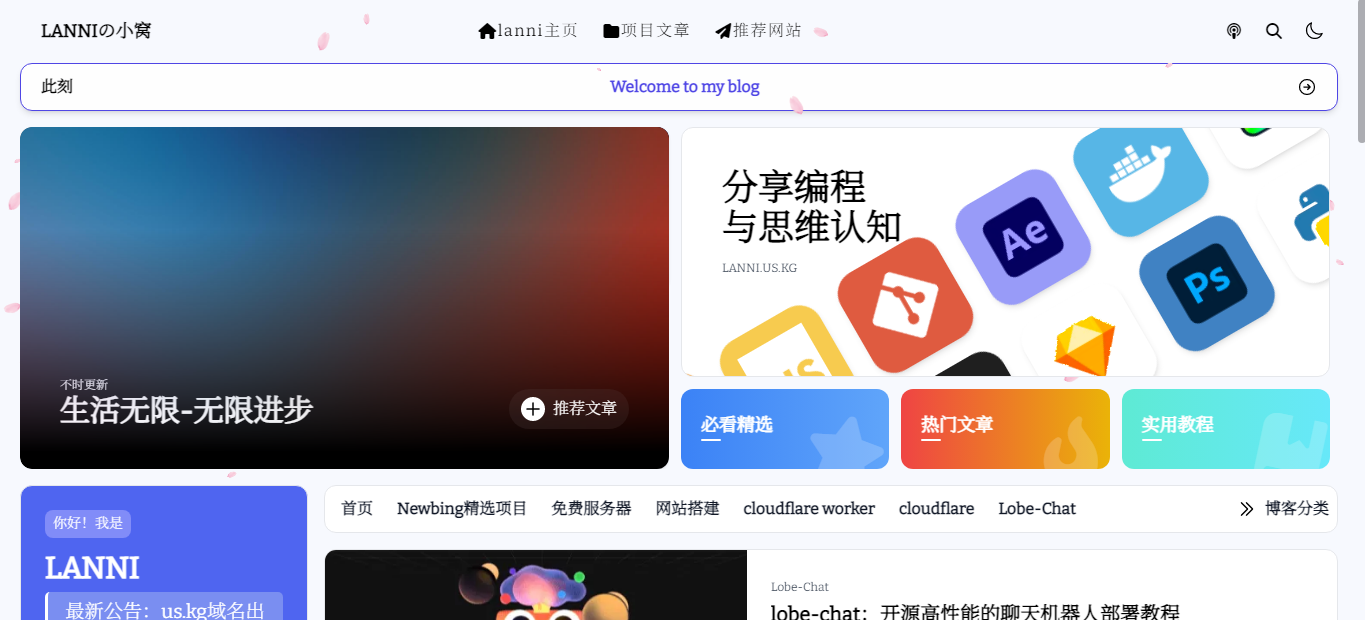 LANNIの小窝
lanni主页 项目文章 推荐网站
此刻
Welcome to my blog
分享编程
与思维认知
LANNI.US.KG
Ae
Ps
JS
不时更新
生活无限-无限进步
推荐文章
必看精选
热门文章
实用教程
你好！我是
LANNI
最新公告：us.kg域名出
首页 Newbing精选项目 免费服务器 网站搭建 cloudflare worker cloudflare Lobe-Chat 博客分类
Lobe-Chat
lobe-chat：开源高性能的聊天机器人部署教程